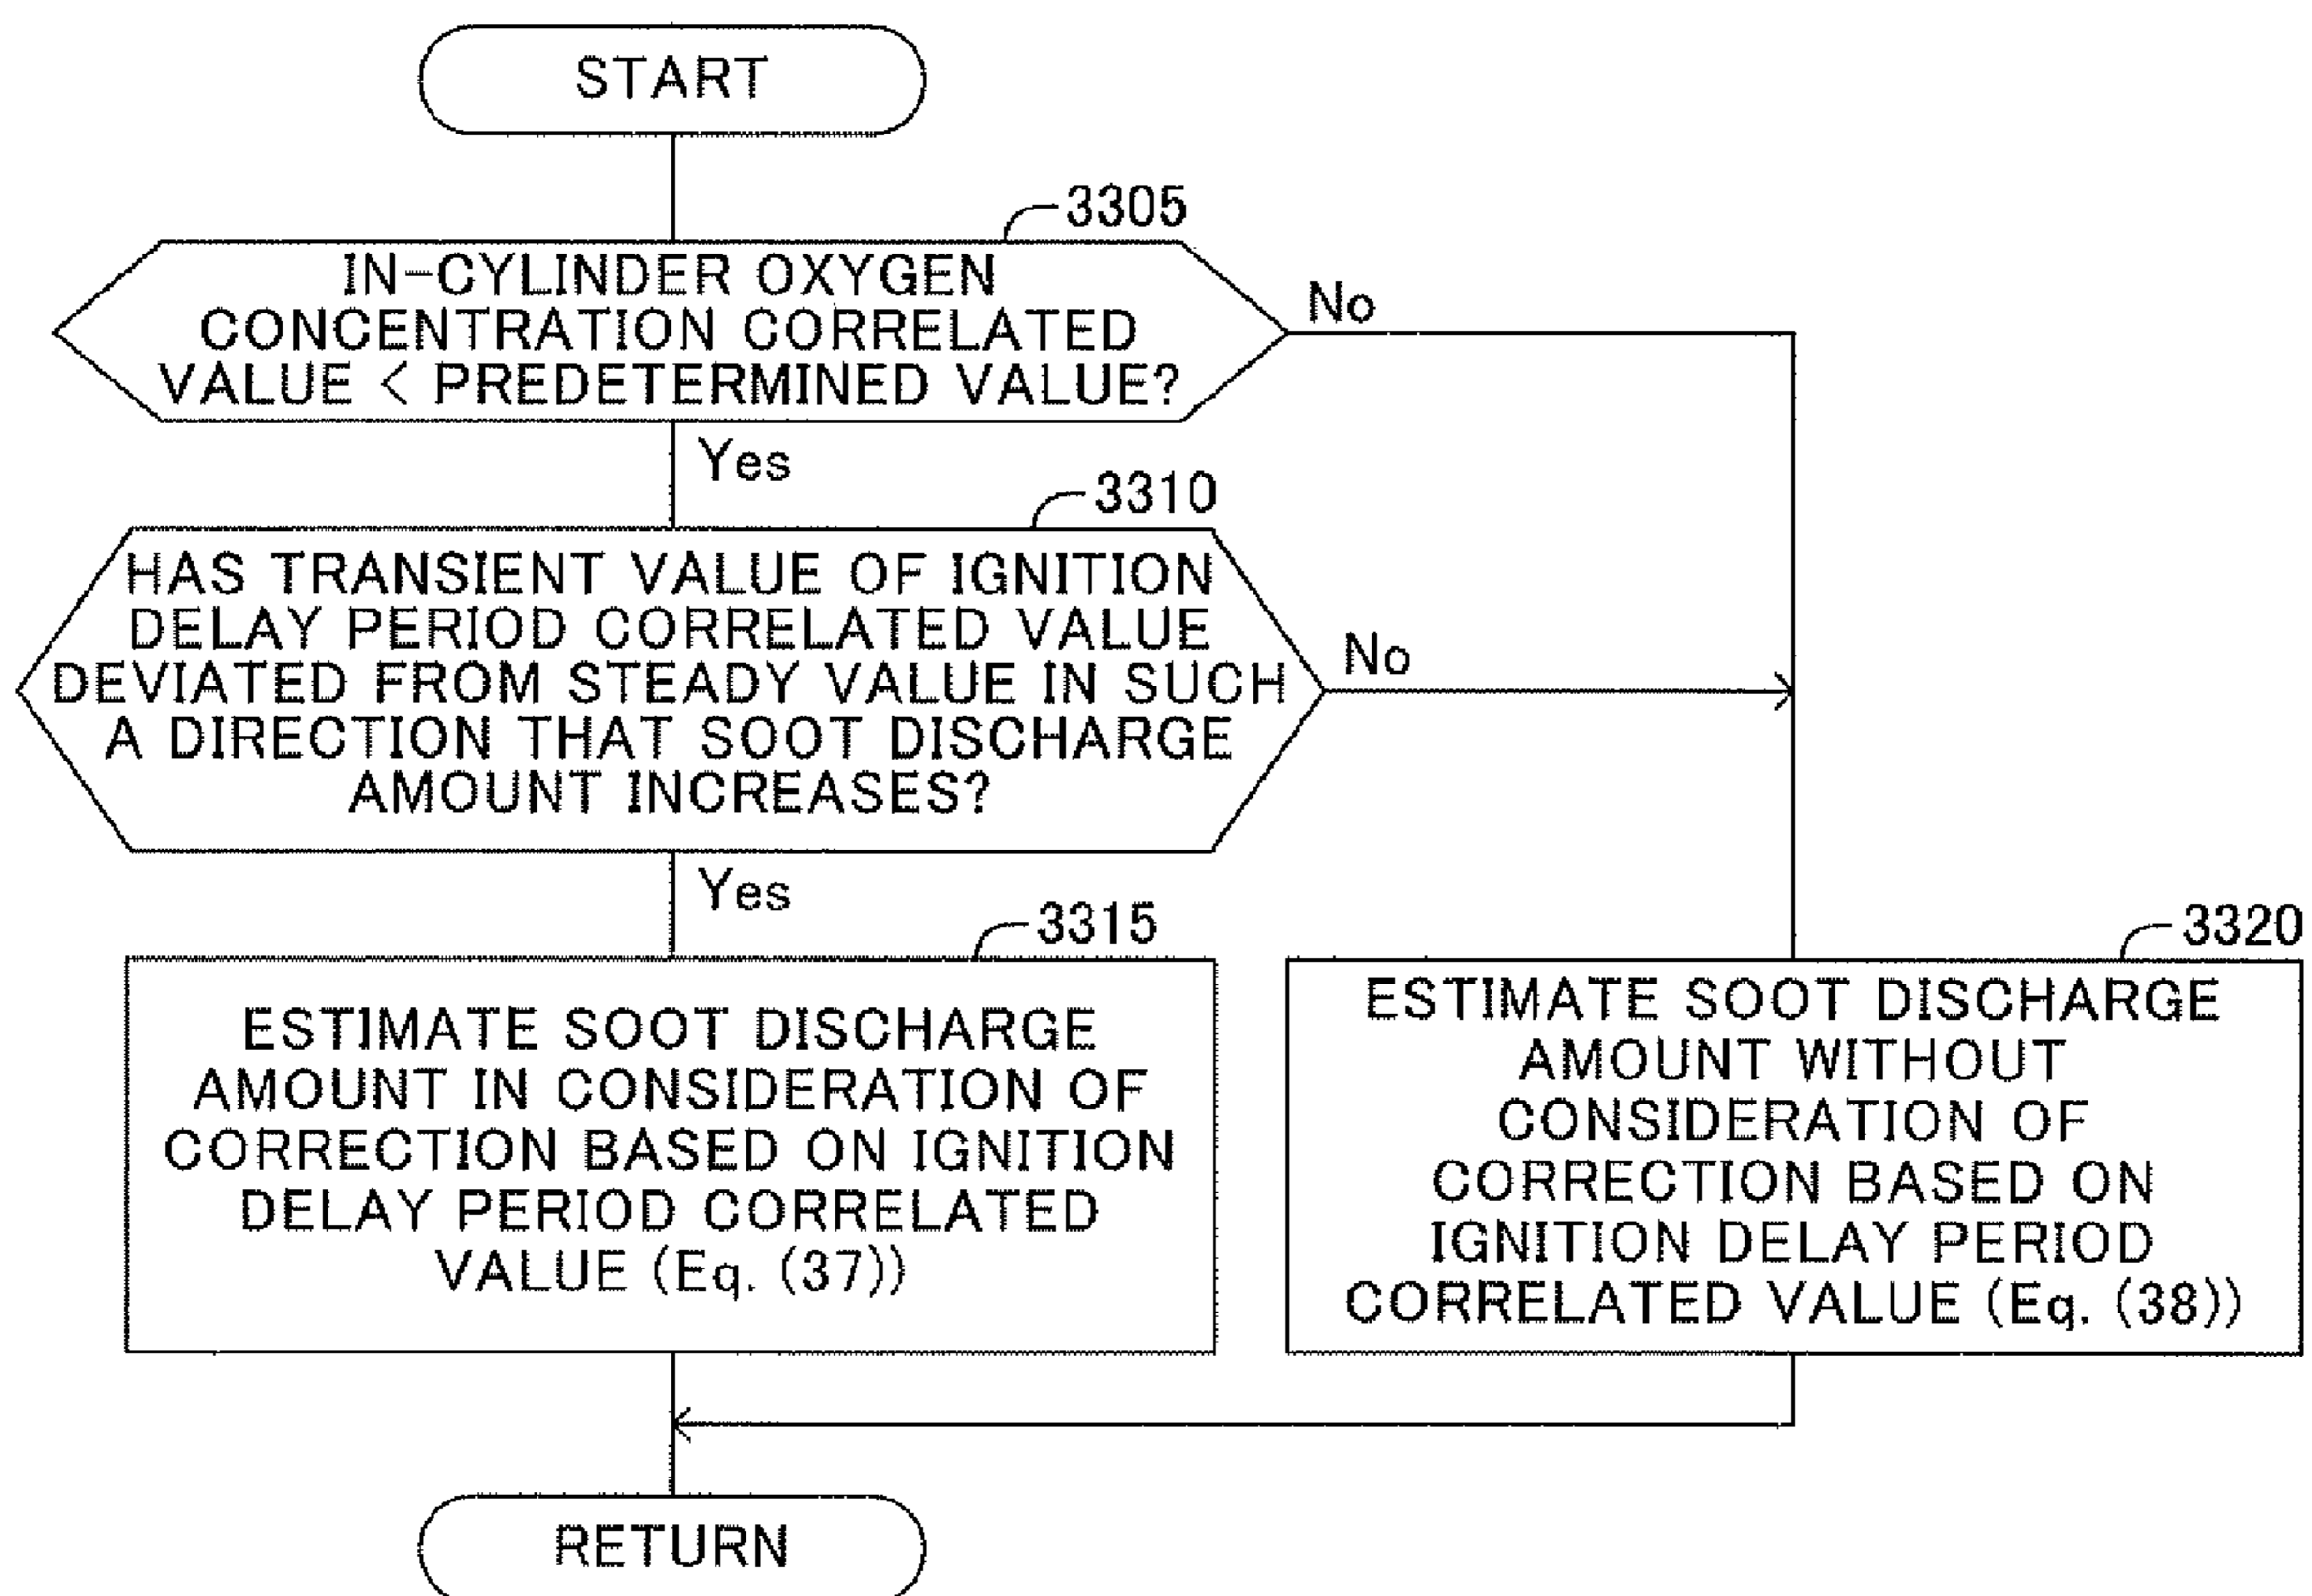 START
3305
IN-CYLINDER OXYGEN
CONCENTRATION CORRELATED
VALUE < PREDETERMINED VALUE?
No
Yes
3310
HAS TRANSIENT VALUE OF IGNITION
DELAY PERIOD CORRELATED VALUE
DEVIATED FROM STEADY VALUE IN SUCH
A DIRECTION THAT SOOT DISCHARGE
AMOUNT INCREASES?
No
Yes
3315
ESTIMATE SOOT DISCHARGE
AMOUNT IN CONSIDERATION OF
CORRECTION BASED ON IGNITION
DELAY PERIOD CORRELATED
VALUE (Eq. (37))
3320
ESTIMATE SOOT DISCHARGE
AMOUNT WITHOUT
CONSIDERATION OF
CORRECTION BASED ON
IGNITION DELAY PERIOD
CORRELATED VALUE (Eq. (38))
RETURN